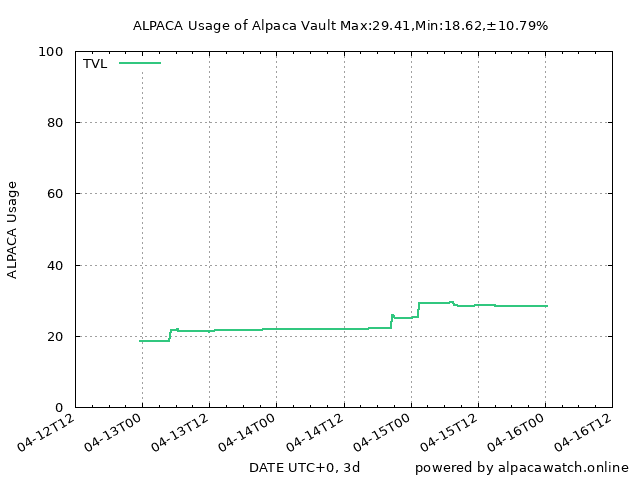 ALPACA Usage of Alpaca Vault Max:29.41,Min:18.62,±10.79%
100
TVL
80
60
ALPACA Usage
40
20
0
04-12T12
04-13T00
04-13T12
04-14T00
04-14T12
04-15T00
04-15T12
04-16T00
04-16T12
DATE UTC+0, 3d
powered by alpacawatch.online